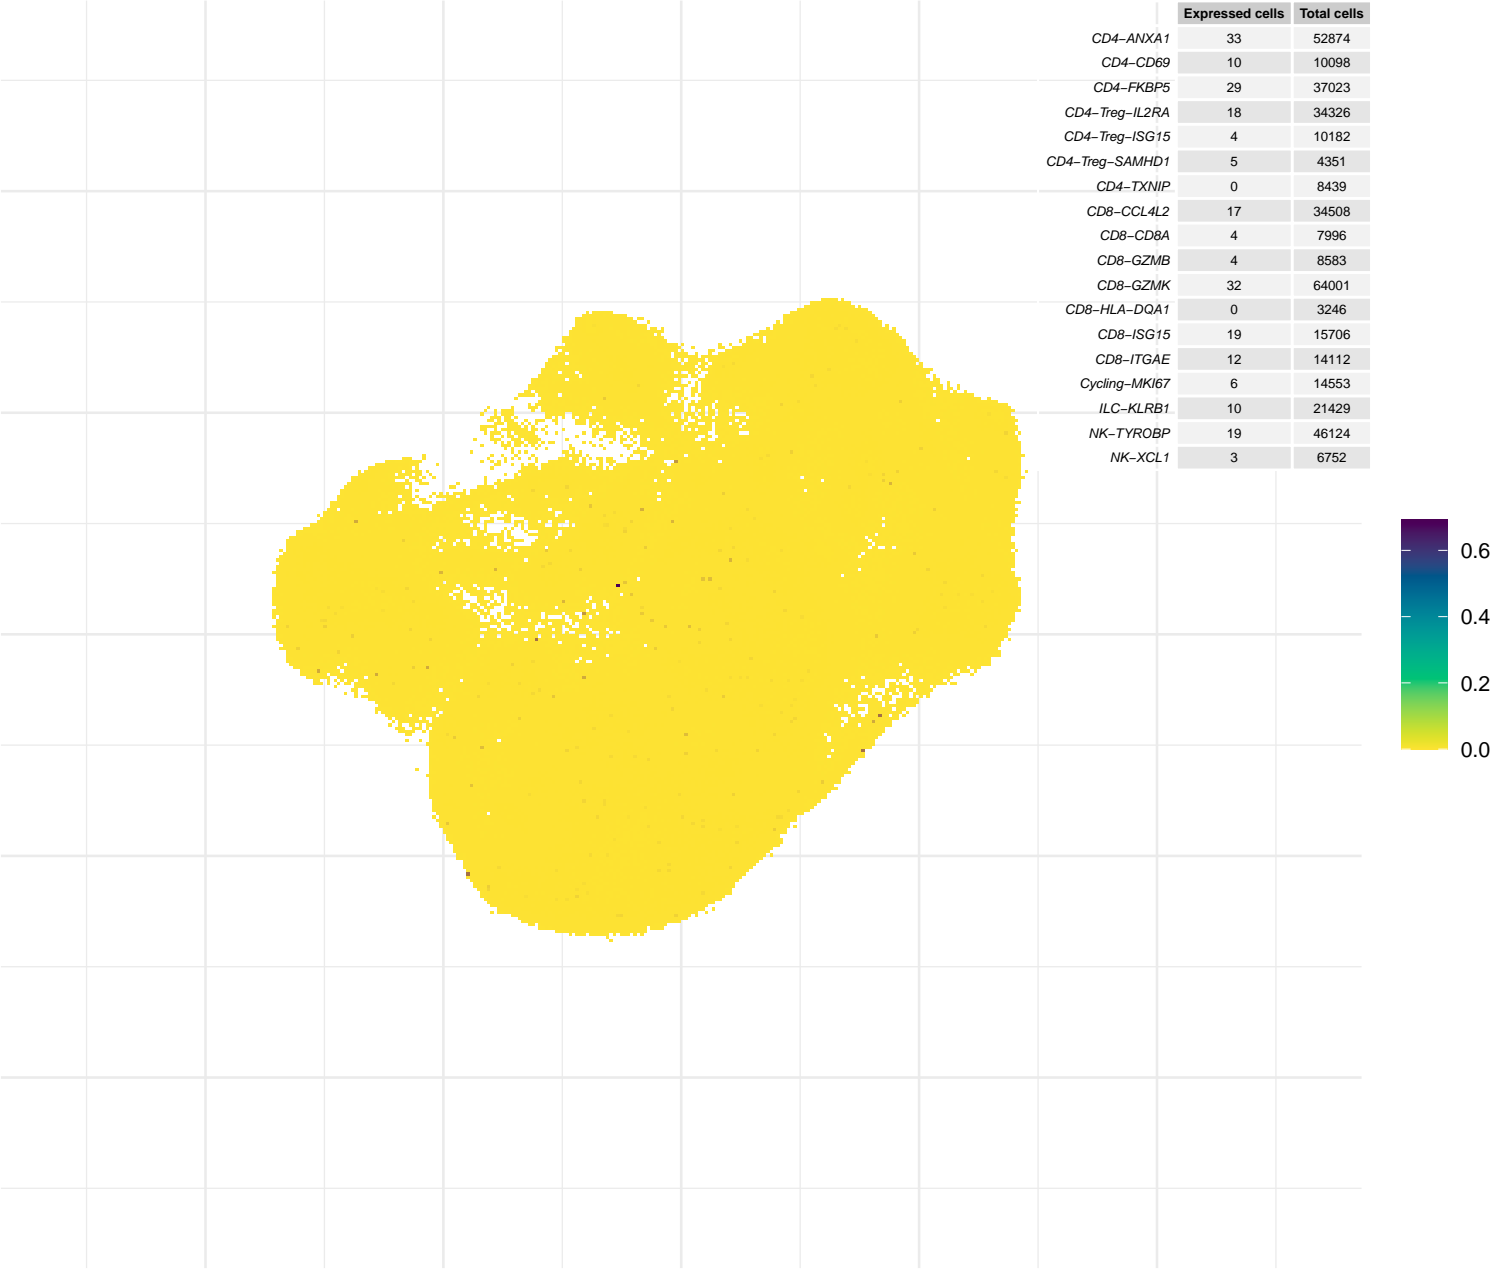 Expressed cells Total cells
CD4−ANXA1 33 52874
CD4−CD69 10 10098
CD4−FKBP5 29 37023
CD4−Treg−IL2RA 18 34326
CD4−Treg−ISG15 4 10182
CD4−Treg−SAMHD1 5 4351
CD4−TXNIP 0 8439
CD8−CCL4L2 17 34508
CD8−CD8A 4 7996
CD8−GZMB 4 8583
CD8−GZMK 32 64001
CD8−HLA−DQA1 0 3246
CD8−ISG15 19 15706
CD8−ITGAE 12 14112
Cycling−MKI67 6 14553
ILC−KLRB1 10 21429
NK−TYROBP 19 46124
NK−XCL1 3 6752
0.6
0.4
0.2
0.0